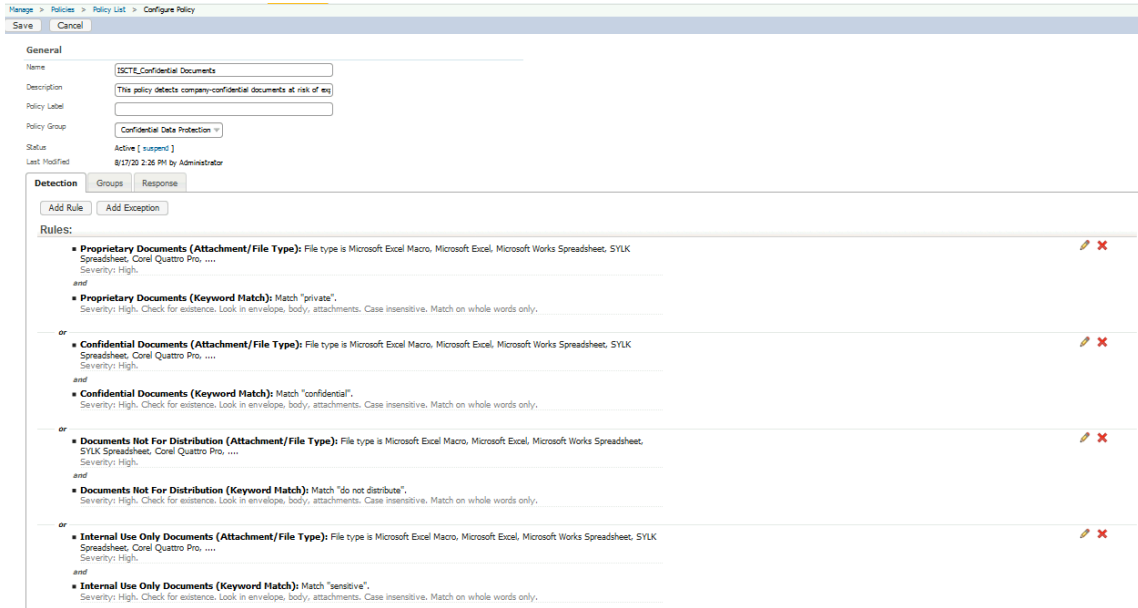 Manage > Policies > Policy List > Configure Policy
Save Cancel
General
Name ISCTE_Confidential Documents
Description This policy detects company-confidential documents at risk of exp
Policy Label
Policy Group Confidential Data Protection
Status Active [ suspend ]
Last Modified 8/17/20 2:26 PM by Administrator
Detection Groups Response
Add Rule Add Exception
Rules:
Proprietary Documents (Attachment/File Type): File type is Microsoft Excel Macro, Microsoft Excel, Microsoft Works Spreadsheet, SYLK
Spreadsheet, Corel Quattro Pro, ....
Severity: High.
and
Proprietary Documents (Keyword Match): Match "private".
Severity: High. Check for existence. Look in envelope, body, attachments. Case insensitive. Match on whole words only.
or
Confidential Documents (Attachment/File Type): File type is Microsoft Excel Macro, Microsoft Excel, Microsoft Works Spreadsheet, SYLK
Spreadsheet, Corel Quattro Pro, ....
Severity: High.
and
Confidential Documents (Keyword Match): Match "confidential".
Severity: High. Check for existence. Look in envelope, body, attachments. Case insensitive. Match on whole words only.
or
Documents Not For Distribution (Attachment/File Type): File type is Microsoft Excel Macro, Microsoft Excel, Microsoft Works Spreadsheet,
SYLK Spreadsheet, Corel Quattro Pro, ....
Severity: High.
and
Documents Not For Distribution (Keyword Match): Match "do not distribute".
Severity: High. Check for existence. Look in envelope, body, attachments. Case insensitive. Match on whole words only.
or
Internal Use Only Documents (Attachment/File Type): File type is Microsoft Excel Macro, Microsoft Excel, Microsoft Works Spreadsheet, SYLK
Spreadsheet, Corel Quattro Pro, ....
Severity: High.
and
Internal Use Only Documents (Keyword Match): Match "sensitive".
Severity: High. Check for existence. Look in envelope, body, attachments. Case insensitive. Match on whole words only.